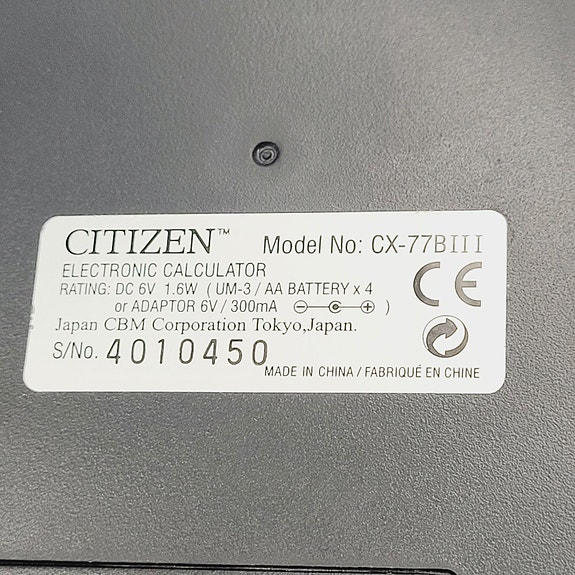 CITIZEN™ Model No: CX-77BIII
ELECTRONIC CALCULATOR
RATING: DC 6V 1.6W ( UM-3 / AA BATTERY x 4
or ADAPTOR 6V / 300mA )
Japan CBM Corporation Tokyo,Japan.
S/No. 4010450
MADE IN CHINA / FABRIQUÉ EN CHINE
CE